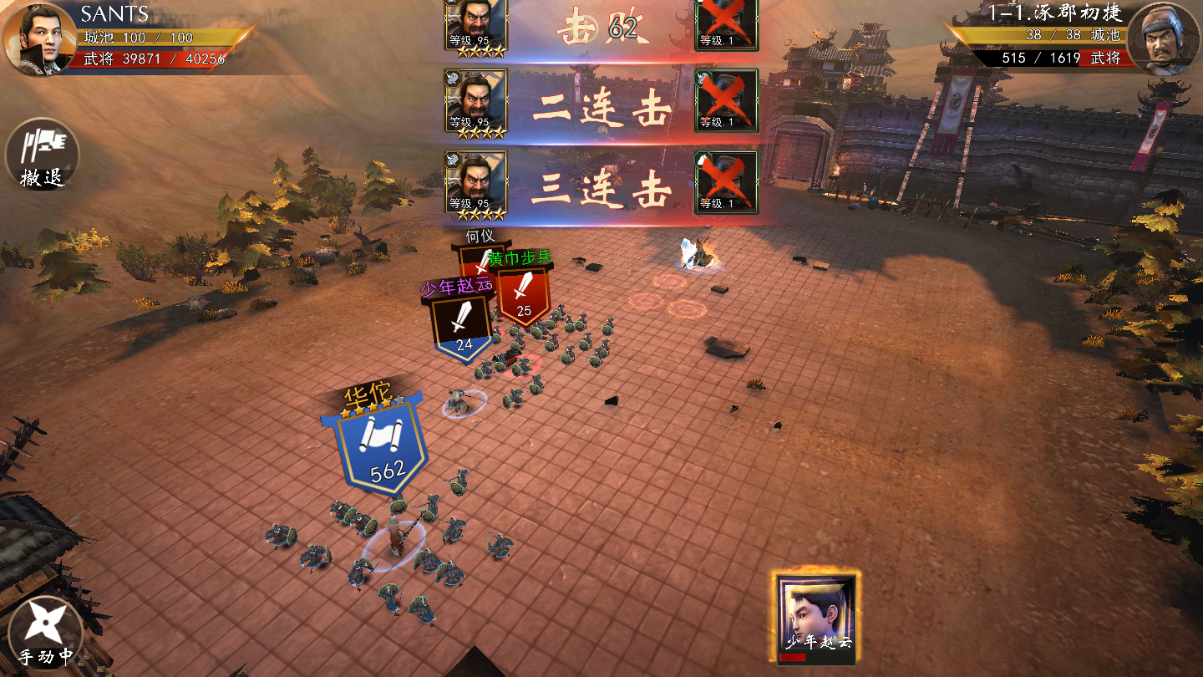 SANTS
城池 100 / 100
武将 39871 / 40256
1-1.涿郡初捷
38 / 38 城池
515 / 1619 武将
等级.95
击败
62
等级.1
等级.95
二连击
等级.1
等级.95
三连击
等级.1
撤退
何仪
黄巾步兵
25
少年赵云
24
华佗
562
少年赵云
手动中